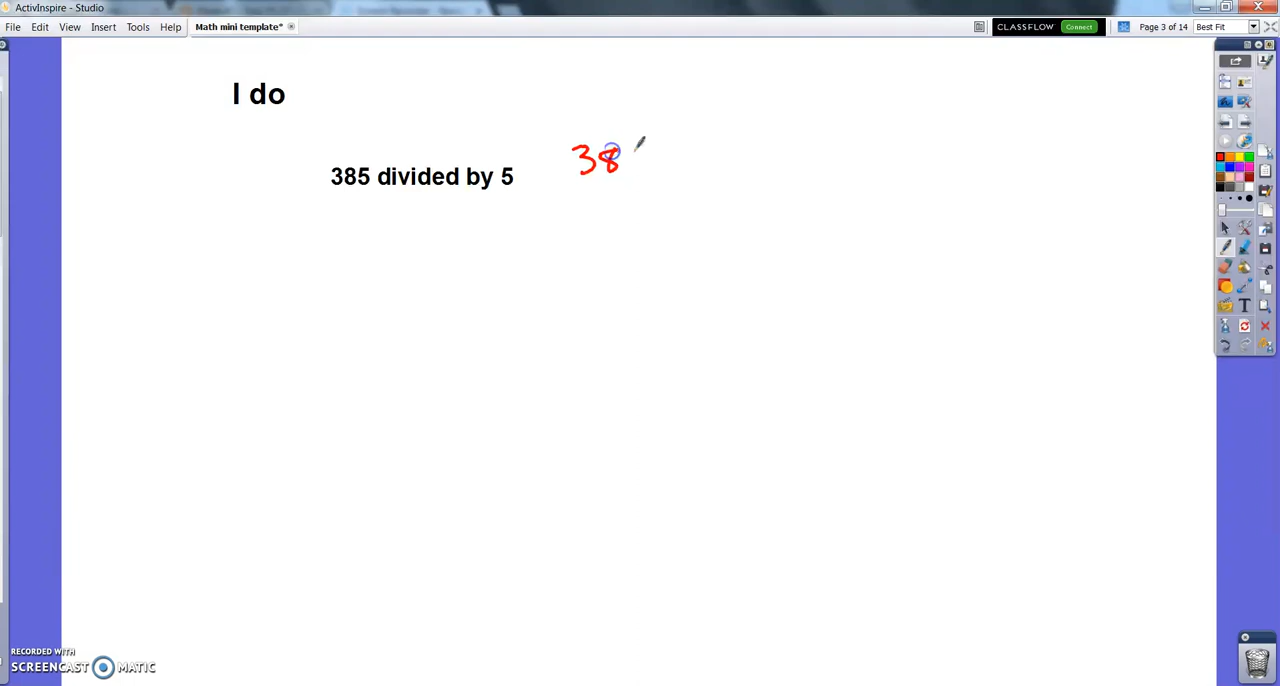 ActivInspire - Studio
File Edit View Insert Tools Help Math mini template* CLASSFLOW Connect Page 3 of 14 Best Fit
I do
38
385 divided by 5
T
RECORDED WITH
SCREENCAST MATIC